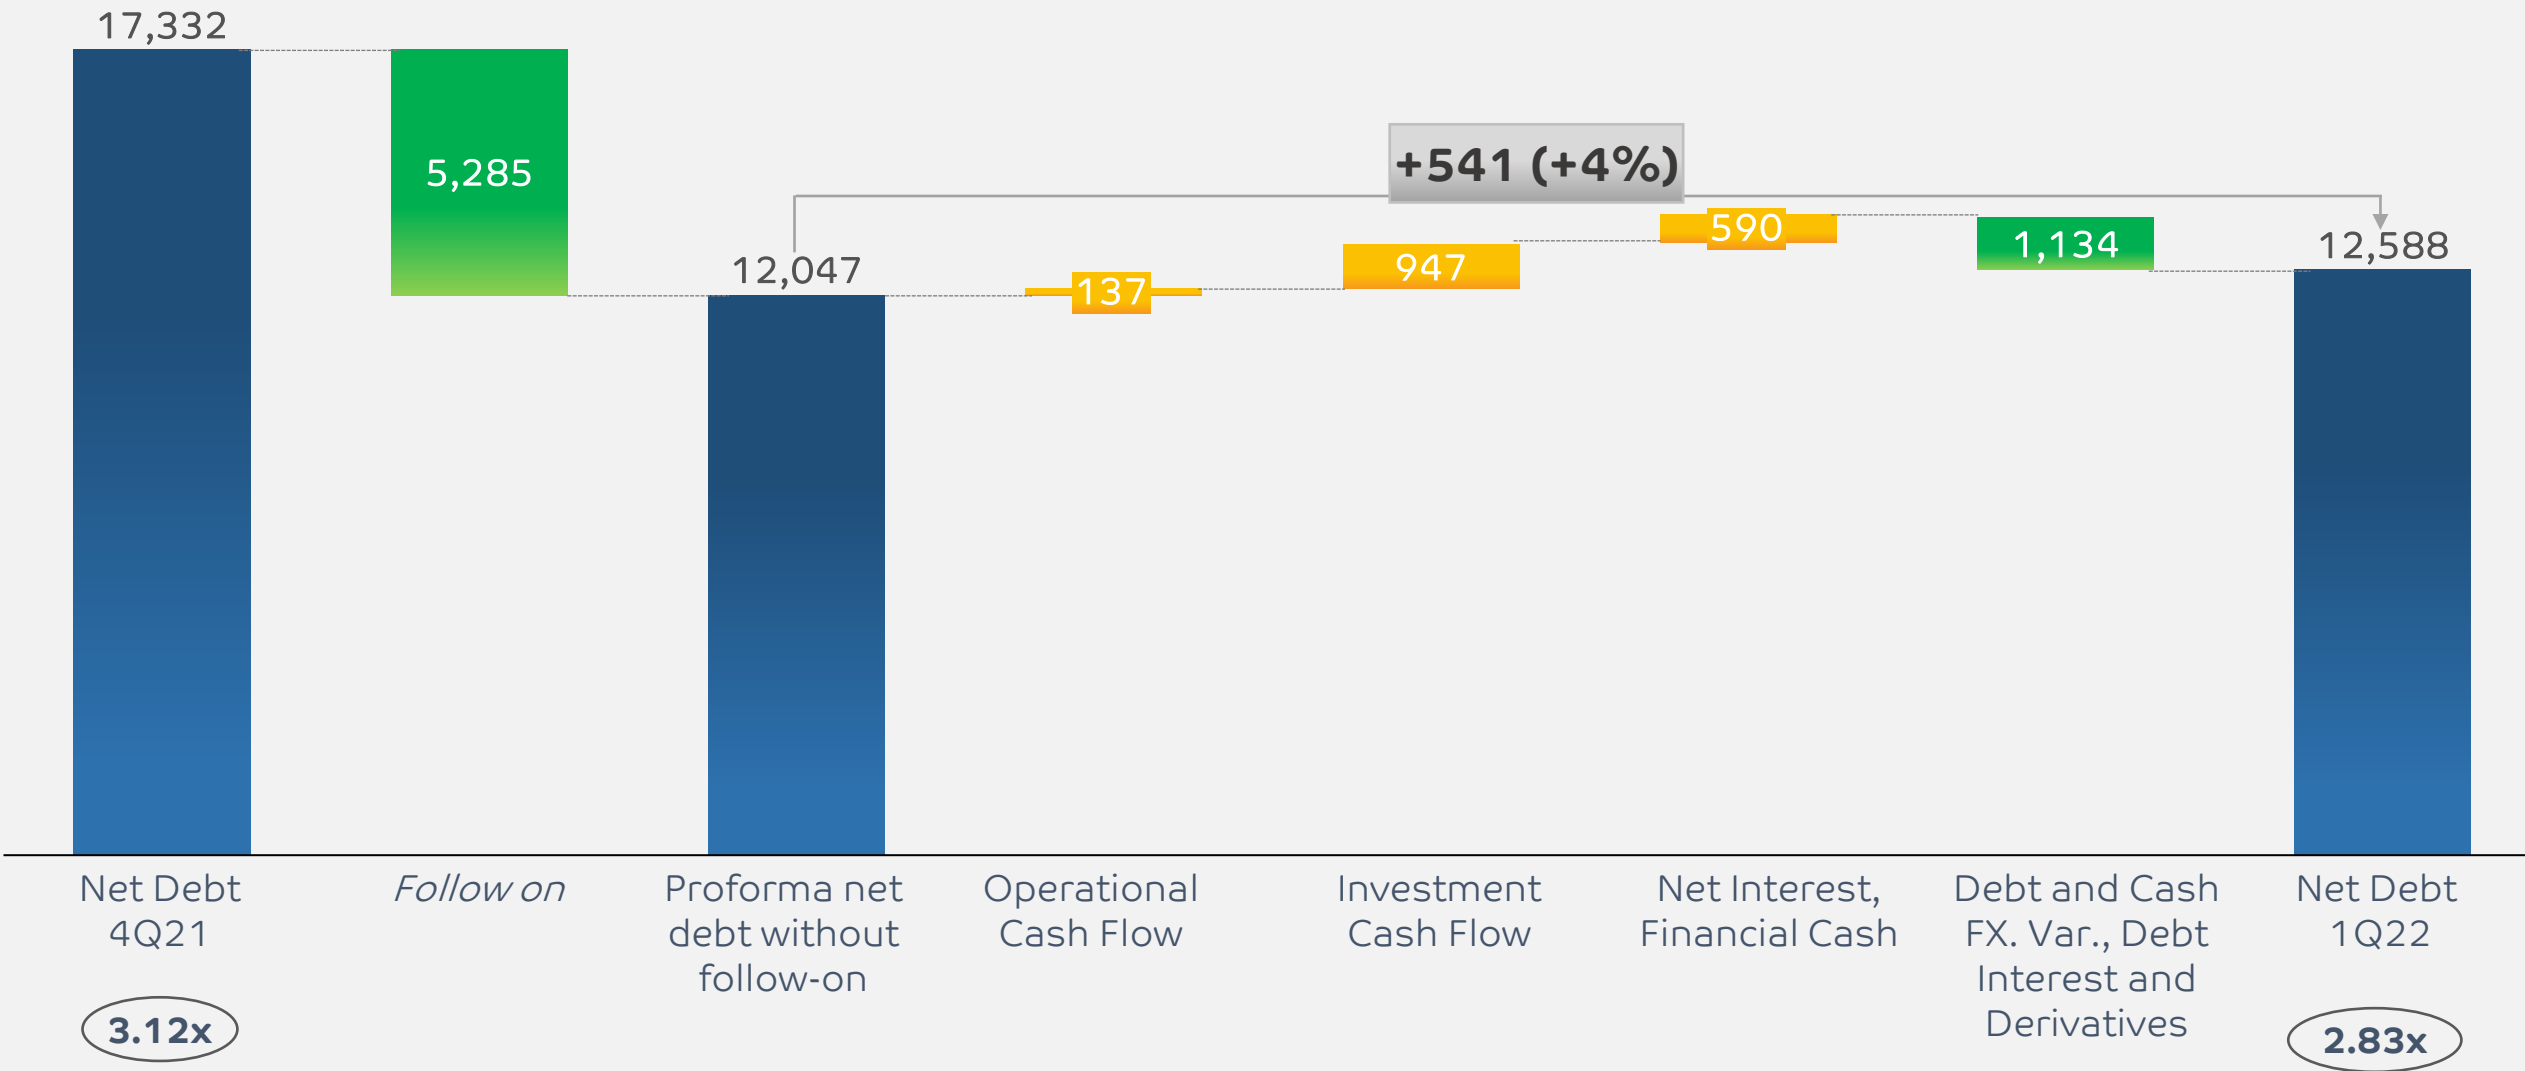 17,332
5,285
+541 (+4%)
12,047
137
947
590
1,134
12,588
Net Debt
4Q21
Follow on
Proforma net
debt without
follow-on
Operational
Cash Flow
Investment
Cash Flow
Net Interest,
Financial Cash
Debt and Cash
FX. Var., Debt
Interest and
Derivatives
Net Debt
1Q22
3.12x
2.83x